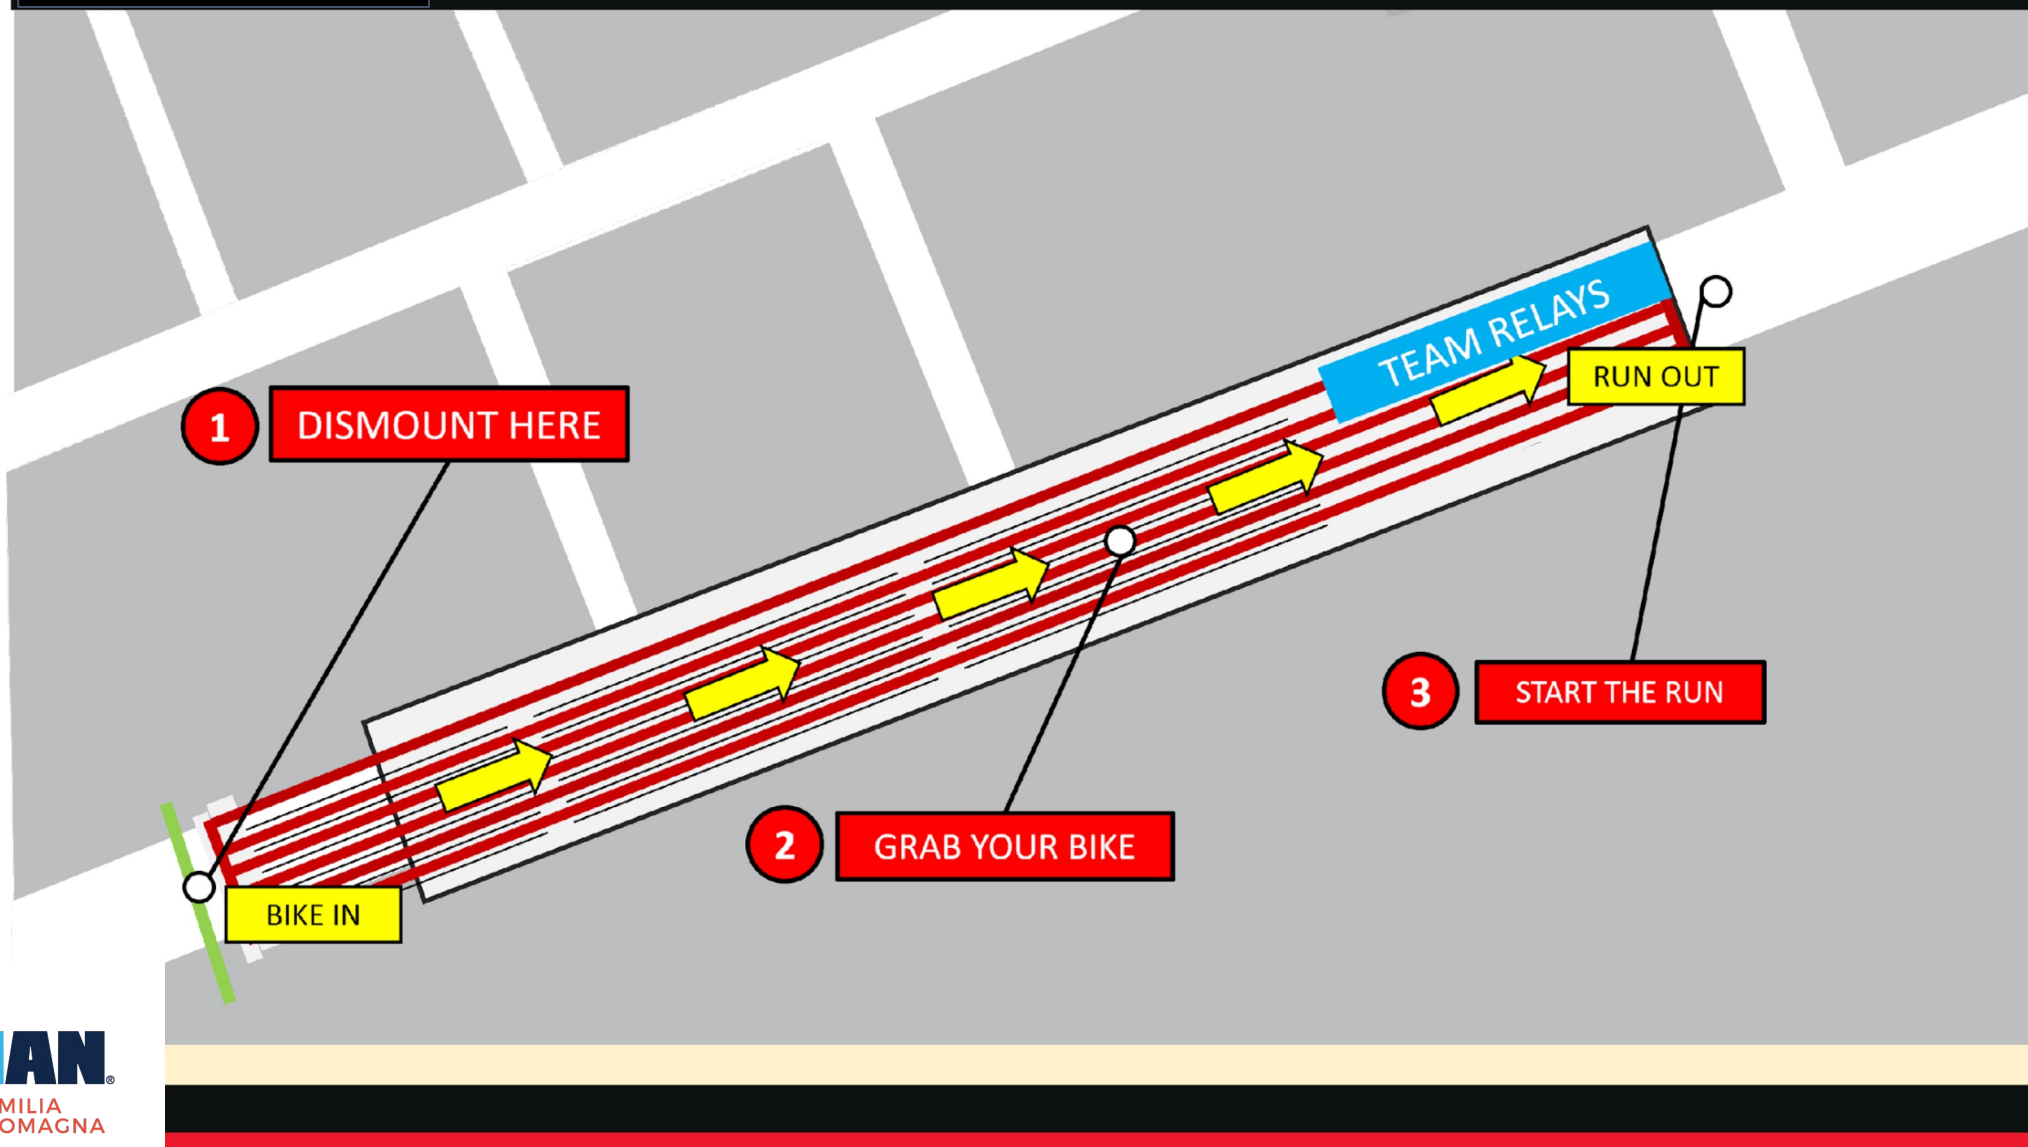 TEAM RELAYS
RUN OUT
1
DISMOUNT HERE
3
START THE RUN
2
GRAB YOUR BIKE
BIKE IN
AN®
MILIA
OMAGNA